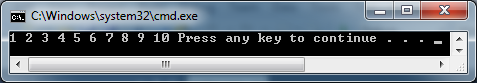 C:\Windows\system32\cmd.exe
1 2 3 4 5 6 7 8 9 10 Press any key to continue . . . _